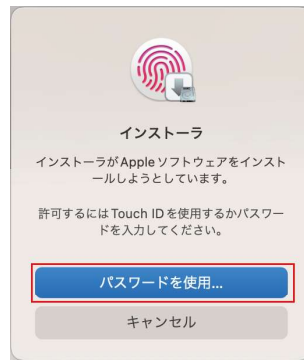 インストーラ
インストーラがAppleソフトウェアをインスト
ールしようとしています。
許可するにはTouch IDを使用するかパスワー
ドを入力してください。
パスワードを使用...
キャンセル